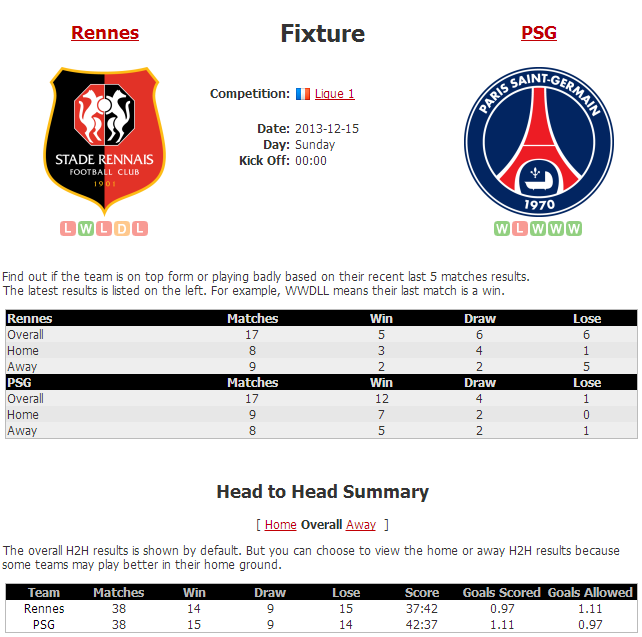 Rennes
Fixture
PSG
Competition: Ligue 1
Date: 2013-12-15
Day: Sunday
Kick Off: 00:00
STADE RENNAIS
FOOTBALL CLUB
1901
PARIS SAINT-GERMAIN
1970
L W L D L
W L W W W
Find out if the team is on top form or playing badly based on their recent last 5 matches results.
The latest results is listed on the left. For example, WWDLL means their last match is a win.
Rennes Matches Win Draw Lose
Overall 17 5 6 6
Home 8 3 4 1
Away 9 2 2 5
PSG Matches Win Draw Lose
Overall 17 12 4 1
Home 9 7 2 0
Away 8 5 2 1
Head to Head Summary
[ Home Overall Away ]
The overall H2H results is shown by default. But you can choose to view the home or away H2H results because
some teams may play better in their home ground.
Team Matches Win Draw Lose Score Goals Scored Goals Allowed
Rennes 38 14 9 15 37:42 0.97 1.11
PSG 38 15 9 14 42:37 1.11 0.97